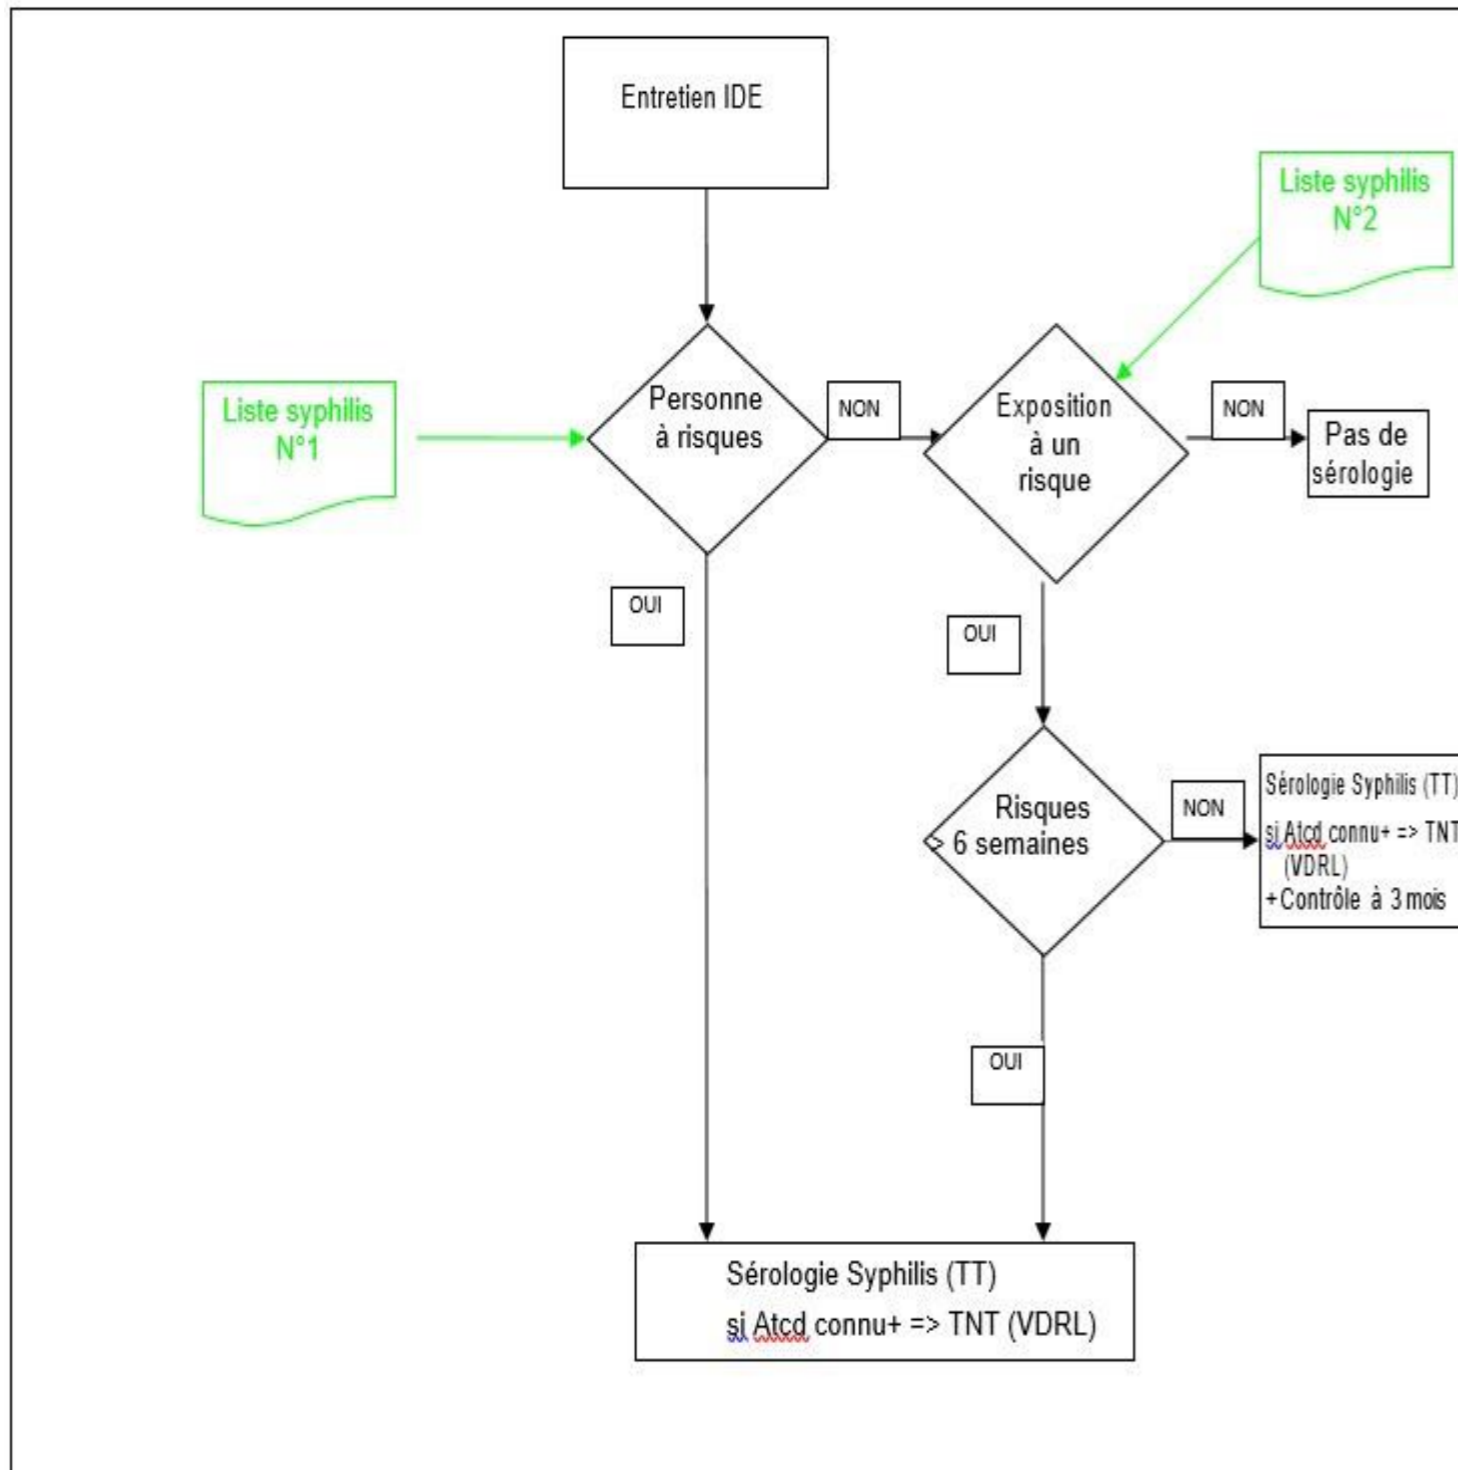 Entretien IDE
Liste syphilis
N°2
Liste syphilis
N°1
Personne
à risques
NON
Exposition
à un
risque
NON
Pas de
sérologie
OUI
OUI
Risques
> 6 semaines
NON
Sérologie Syphilis (TT)
si Atcd connu+ => TNT
(VDRL)
+Contrôle à 3 mois
OUI
Sérologie Syphilis (TT)
si Atcd connu+ => TNT (VDRL)